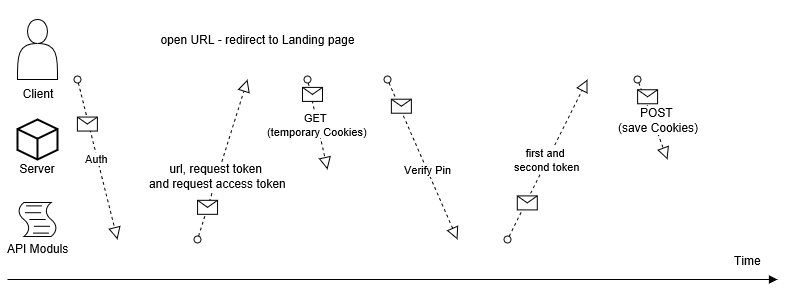 open URL - redirect to Landing page
Client
GET
(temporary Cookies)
POST
(save Cookies)
Server
Auth
url, request token
and request access token
Verify Pin
first and
second token
API Moduls
Time